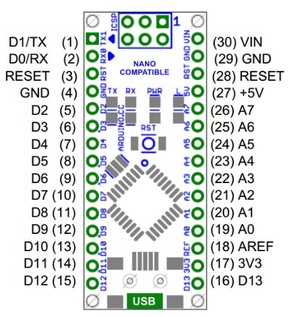 ICSP 1
D1/TX (1) TX1 VIN (30) VIN
D0/RX (2) RX0 GND (29) GND
RESET (3) RST RST (28) RESET
GND (4) GND 5V (27) +5V
NANO
COMPATIBLE
TX RX PWR L
D2 (5) D2 A7 (26) A7
D3 (6) D3 A6 (25) A6
D4 (7) D4 A5 (24) A5
D5 (8) D5 A4 (23) A4
D6 (9) D6 A3 (22) A3
D7 (10) D7 A2 (21) A2
D8 (11) D8 A1 (20) A1
D9 (12) D9 A0 (19) A0
D10 (13) D10 REF (18) AREF
D11 (14) D11 3V3 (17) 3V3
D12 (15) D12 D13 (16) D13
ARDUINO.CC
RST
USB